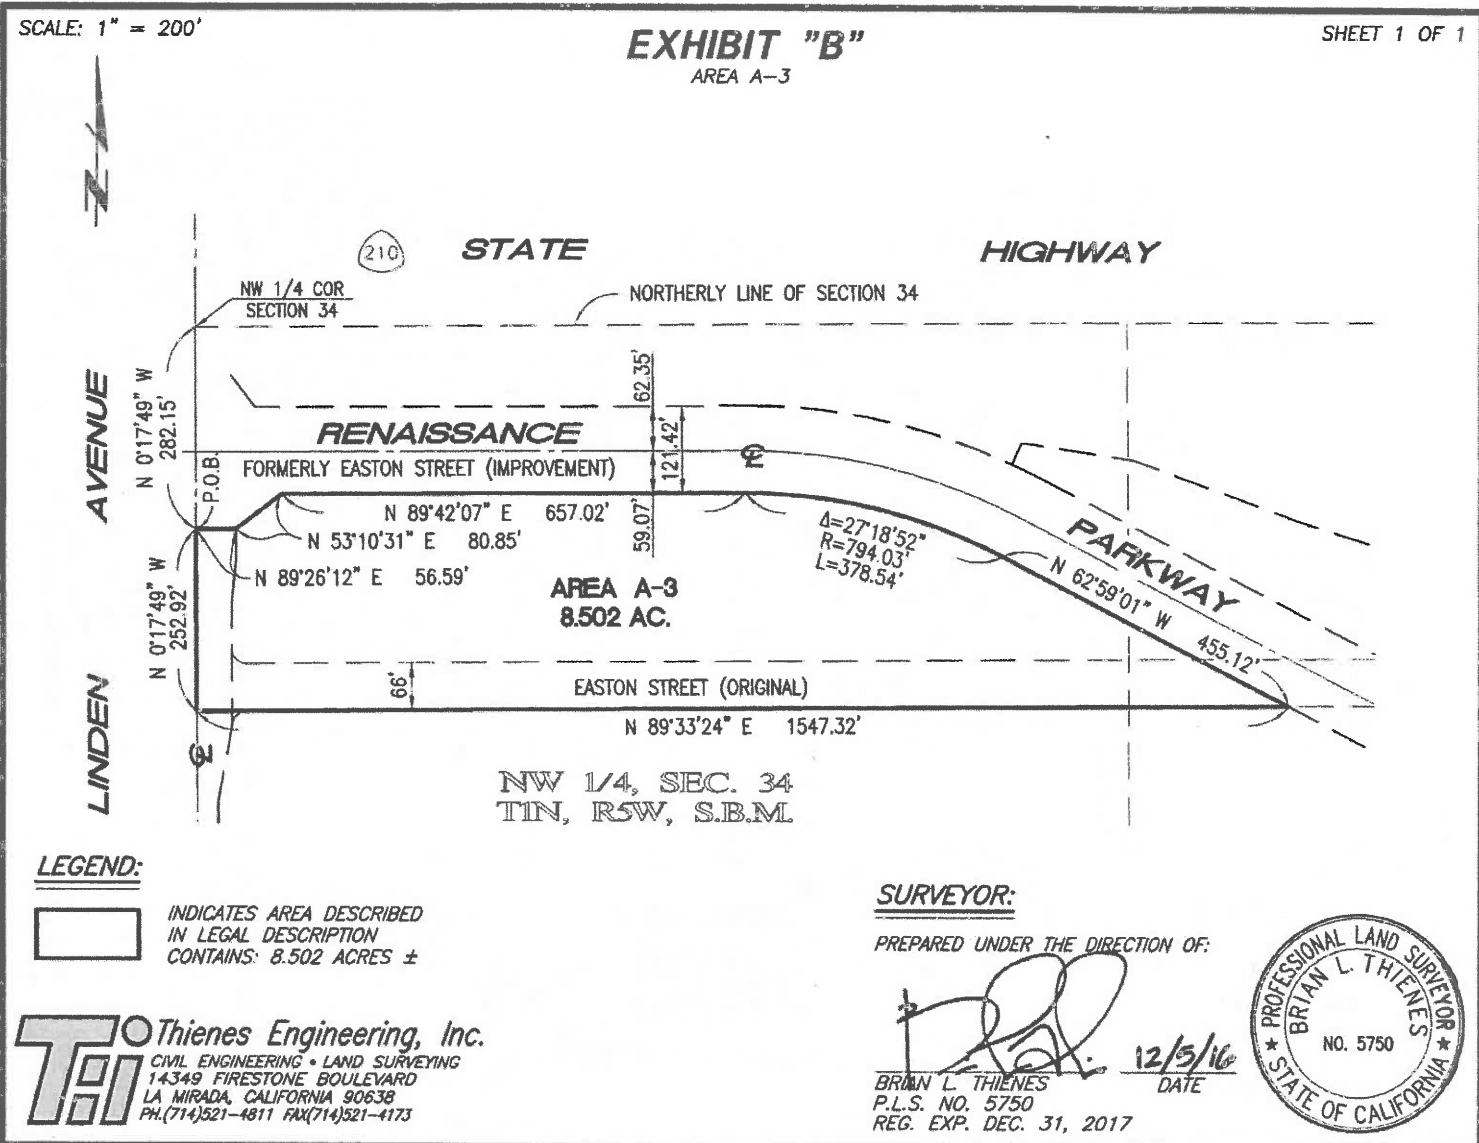 SCALE: 1" = 200'
EXHIBIT "B"
AREA A-3
SHEET 1 OF 1
N
210
STATE HIGHWAY
NW 1/4 COR
SECTION 34
NORTHERLY LINE OF SECTION 34
N 0°17'49" W
282.15'
AVENUE
LINDEN
P.O.B.
62.35'
121.42'
59.07'
RENAISSANCE
FORMERLY EASTON STREET (IMPROVEMENT)
℄
N 89°42'07" E 657.02'
N 53°10'31" E 80.85'
N 89°26'12" E 56.59'
Δ=27°18'52"
R=794.03'
L=378.54'
PARKWAY
N 62°59'01" W 455.12'
AREA A-3
8.502 AC.
N 0°17'49" W
252.92'
66'
EASTON STREET (ORIGINAL)
N 89°33'24" E 1547.32'
℄
NW 1/4, SEC. 34
T1N, R5W, S.B.M.
LEGEND:
INDICATES AREA DESCRIBED
IN LEGAL DESCRIPTION
CONTAINS: 8.502 ACRES ±
THi
Thienes Engineering, Inc.
CIVIL ENGINEERING • LAND SURVEYING
14349 FIRESTONE BOULEVARD
LA MIRADA, CALIFORNIA 90638
PH.(714)521-4811 FAX(714)521-4173
SURVEYOR:
PREPARED UNDER THE DIRECTION OF:
12/5/16
BRIAN L. THIENES
DATE
P.L.S. NO. 5750
REG. EXP. DEC. 31, 2017
PROFESSIONAL LAND SURVEYOR
BRIAN L. THIENES
NO. 5750
★ STATE OF CALIFORNIA ★